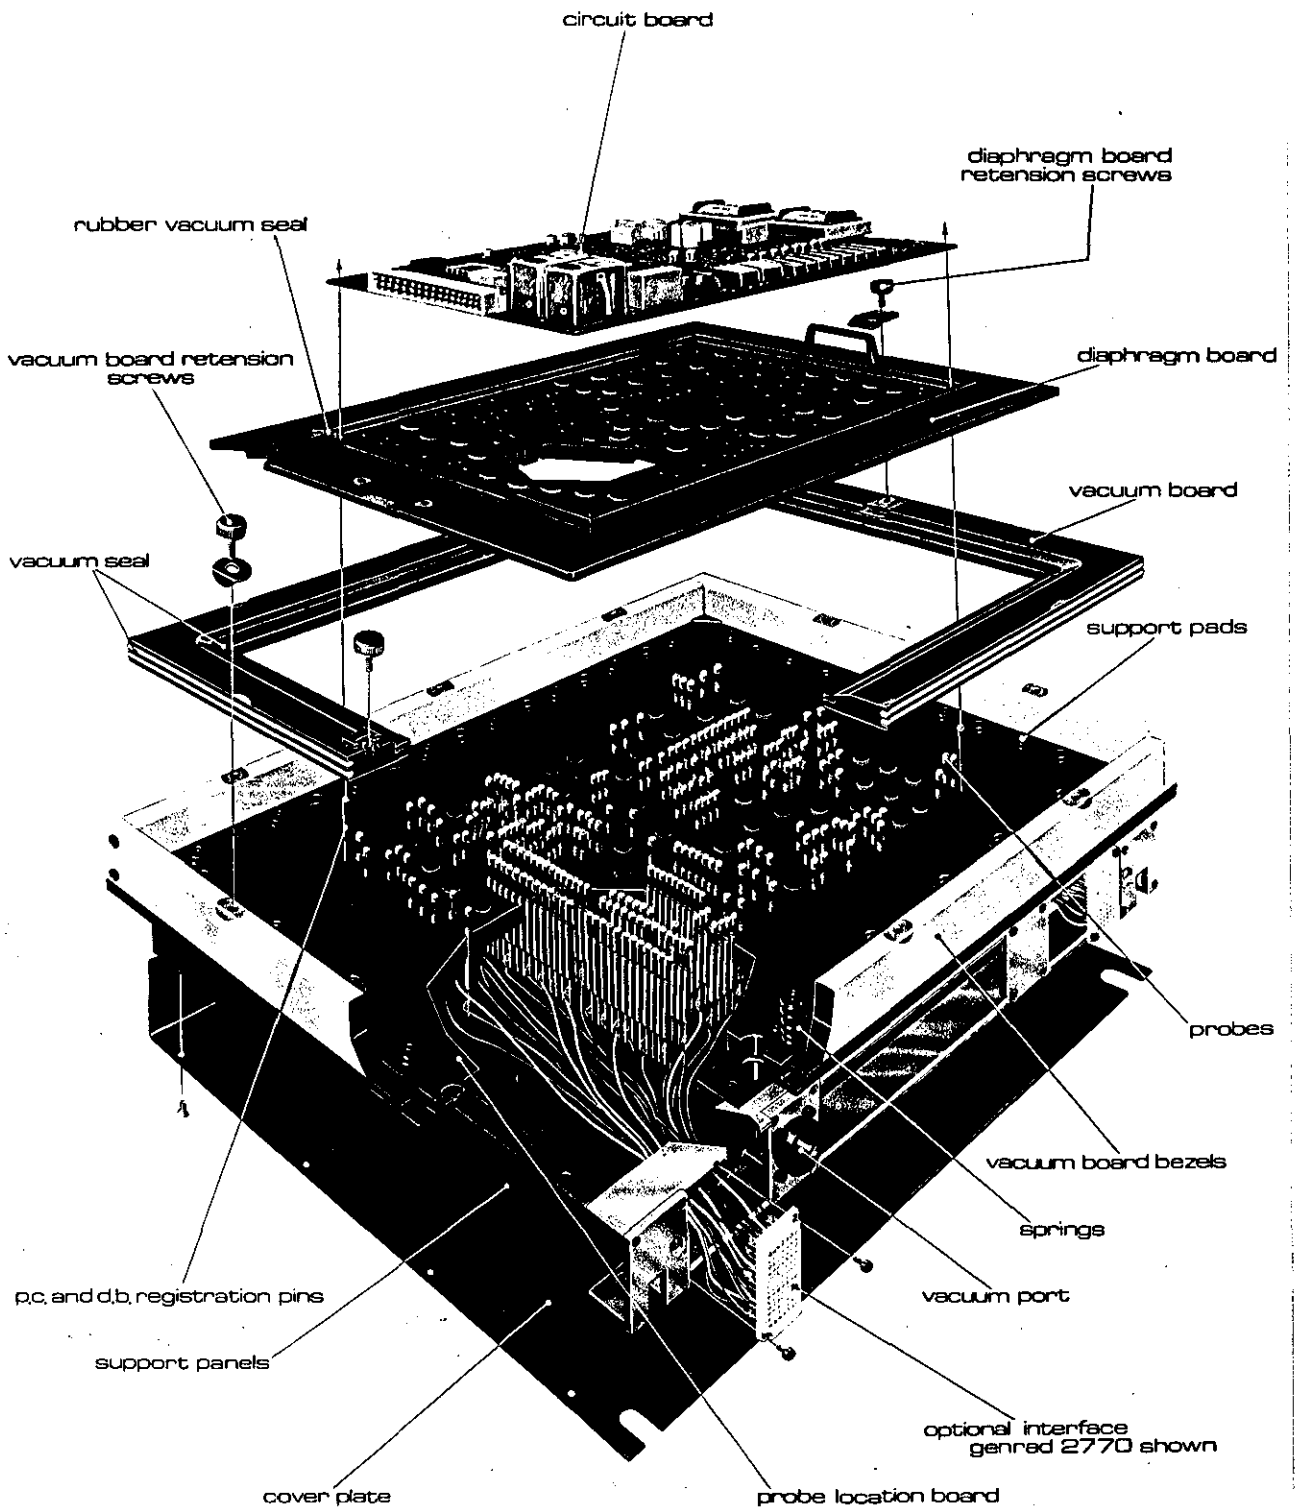 circuit board
diaphragm board
retension screws
rubber vacuum seal
vacuum board retension
screws
diaphragm board
vacuum board
vacuum seal
support pads
probes
vacuum board bezels
springs
p.c. and d.b. registration pins
vacuum port
support panels
optional interface
genrad 2770 shown
cover plate
probe location board